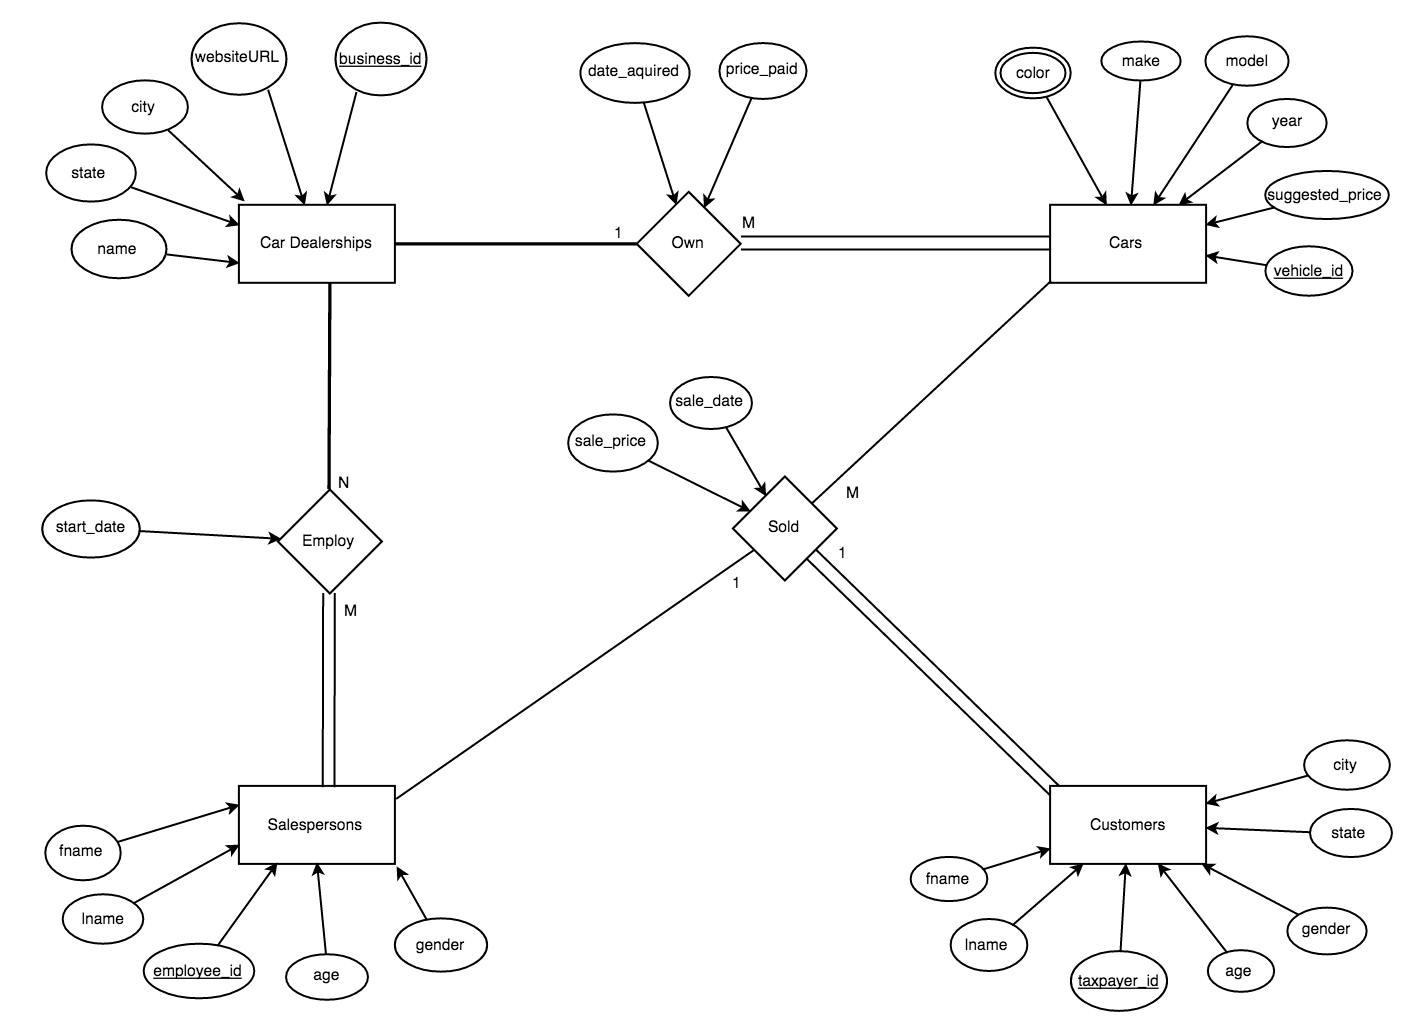 websiteURL
business_id
city
state
name
Car Dealerships
date_aquired
price_paid
1
Own
M
color
make
model
year
suggested_price
vehicle_id
Cars
sale_date
sale_price
M
Sold
1
1
N
start_date
Employ
M
Salespersons
fname
lname
employee_id
age
gender
Customers
city
state
gender
age
taxpayer_id
lname
fname